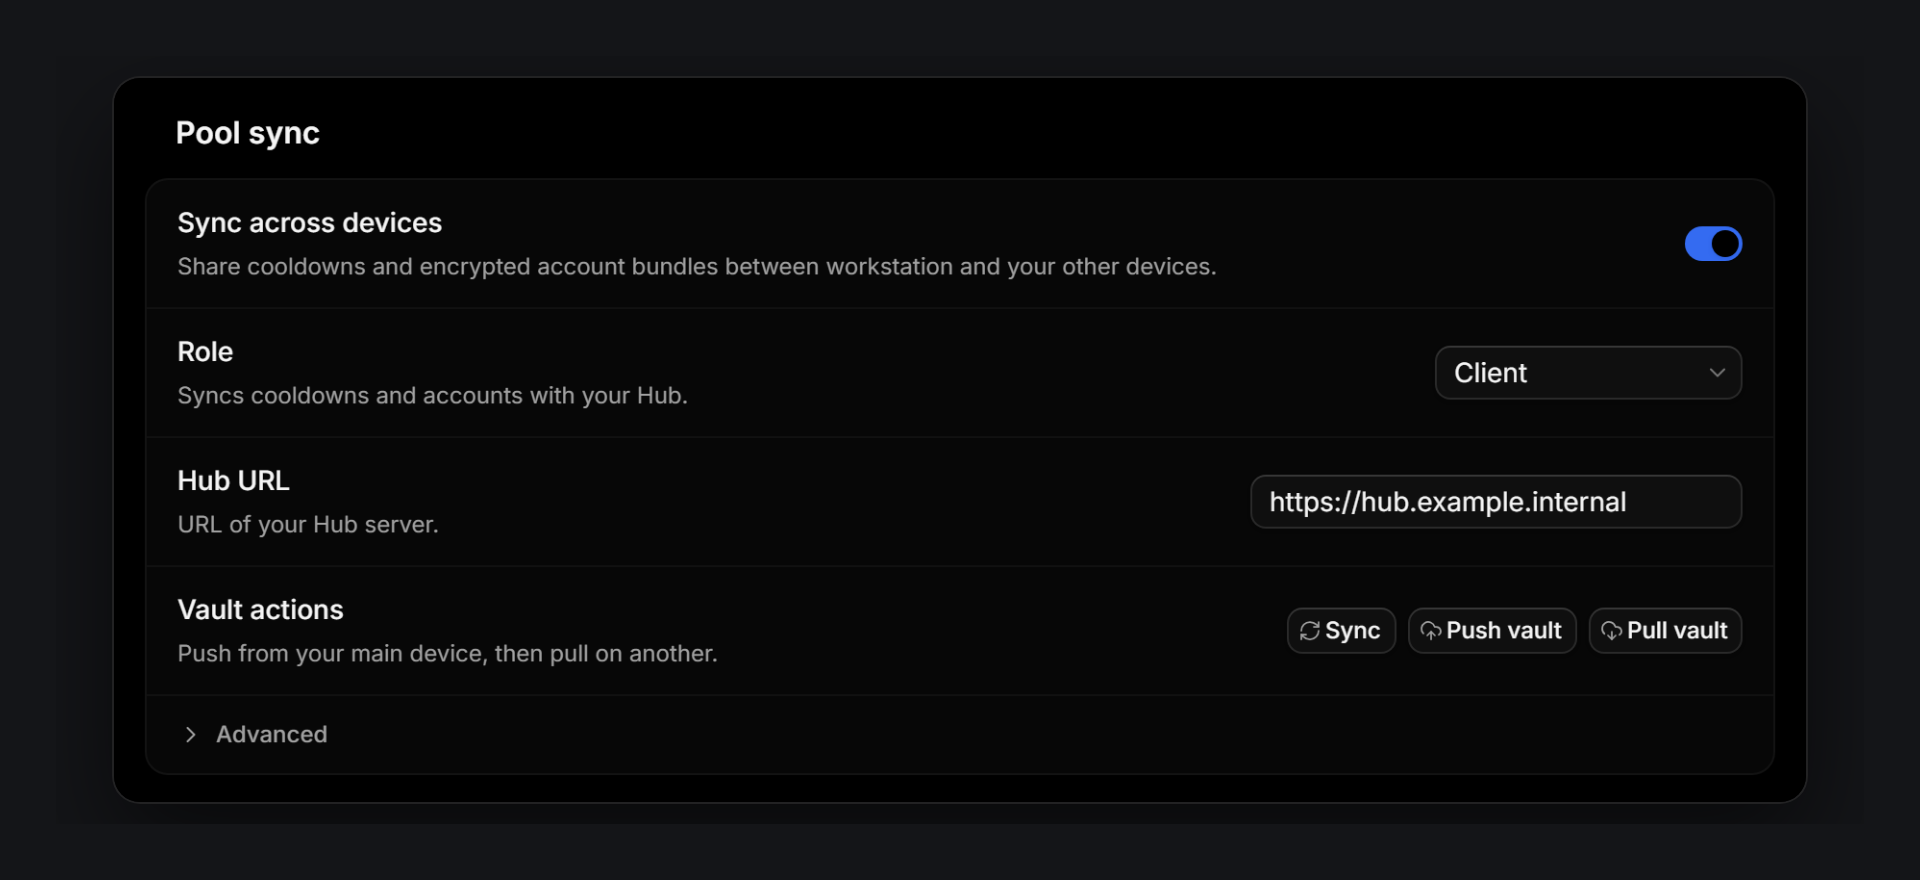 Pool sync
Sync across devices
Share cooldowns and encrypted account bundles between workstation and your other devices.
Role
Syncs cooldowns and accounts with your Hub.
Client
Hub URL
URL of your Hub server.
https://hub.example.internal
Vault actions
Push from your main device, then pull on another.
Sync
Push vault
Pull vault
Advanced